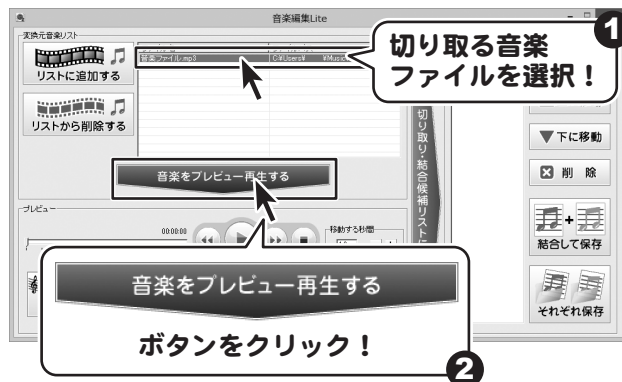 音楽編集Lite
1
変換元音楽リスト
切り取る音楽
ファイルを選択！
リストに追加する
音楽ファイル.mp3
C:¥Users¥
¥Music
リストから削除する
切り取り・結合候補リストに
▼下に移動
音楽をプレビュー再生する
削 除
プレビュー
00:00:00
移動する秒間
結合して保存
音楽をプレビュー再生する
ボタンをクリック！
それぞれ保存
2